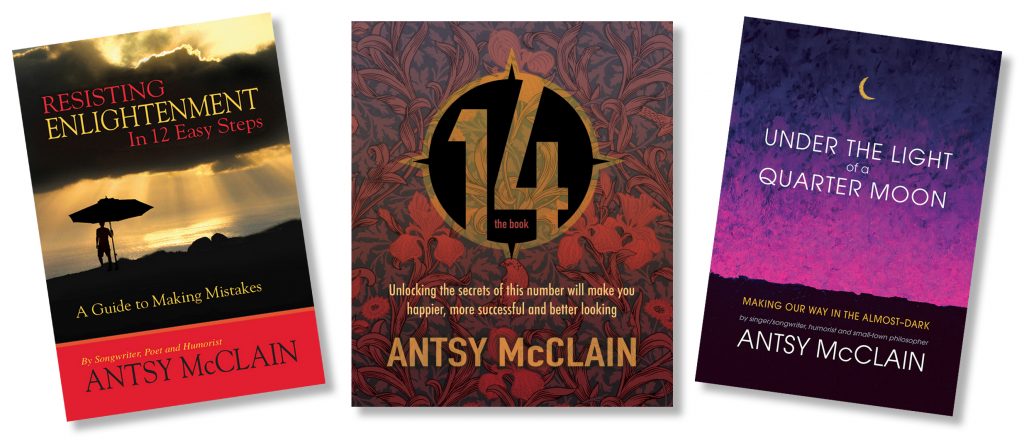 RESISTING
ENLIGHTENMENT
In 12 Easy Steps
A Guide to Making Mistakes
By Songwriter, Poet and Humorist
ANTSY McCLAIN
14
the book
Unlocking the secrets of this number will make you
happier, more successful and better looking
ANTSY McCLAIN
UNDER THE LIGHT
of a
QUARTER MOON
MAKING OUR WAY IN THE ALMOST–DARK
by singer/songwriter, humorist and small-town philosopher
ANTSY McCLAIN